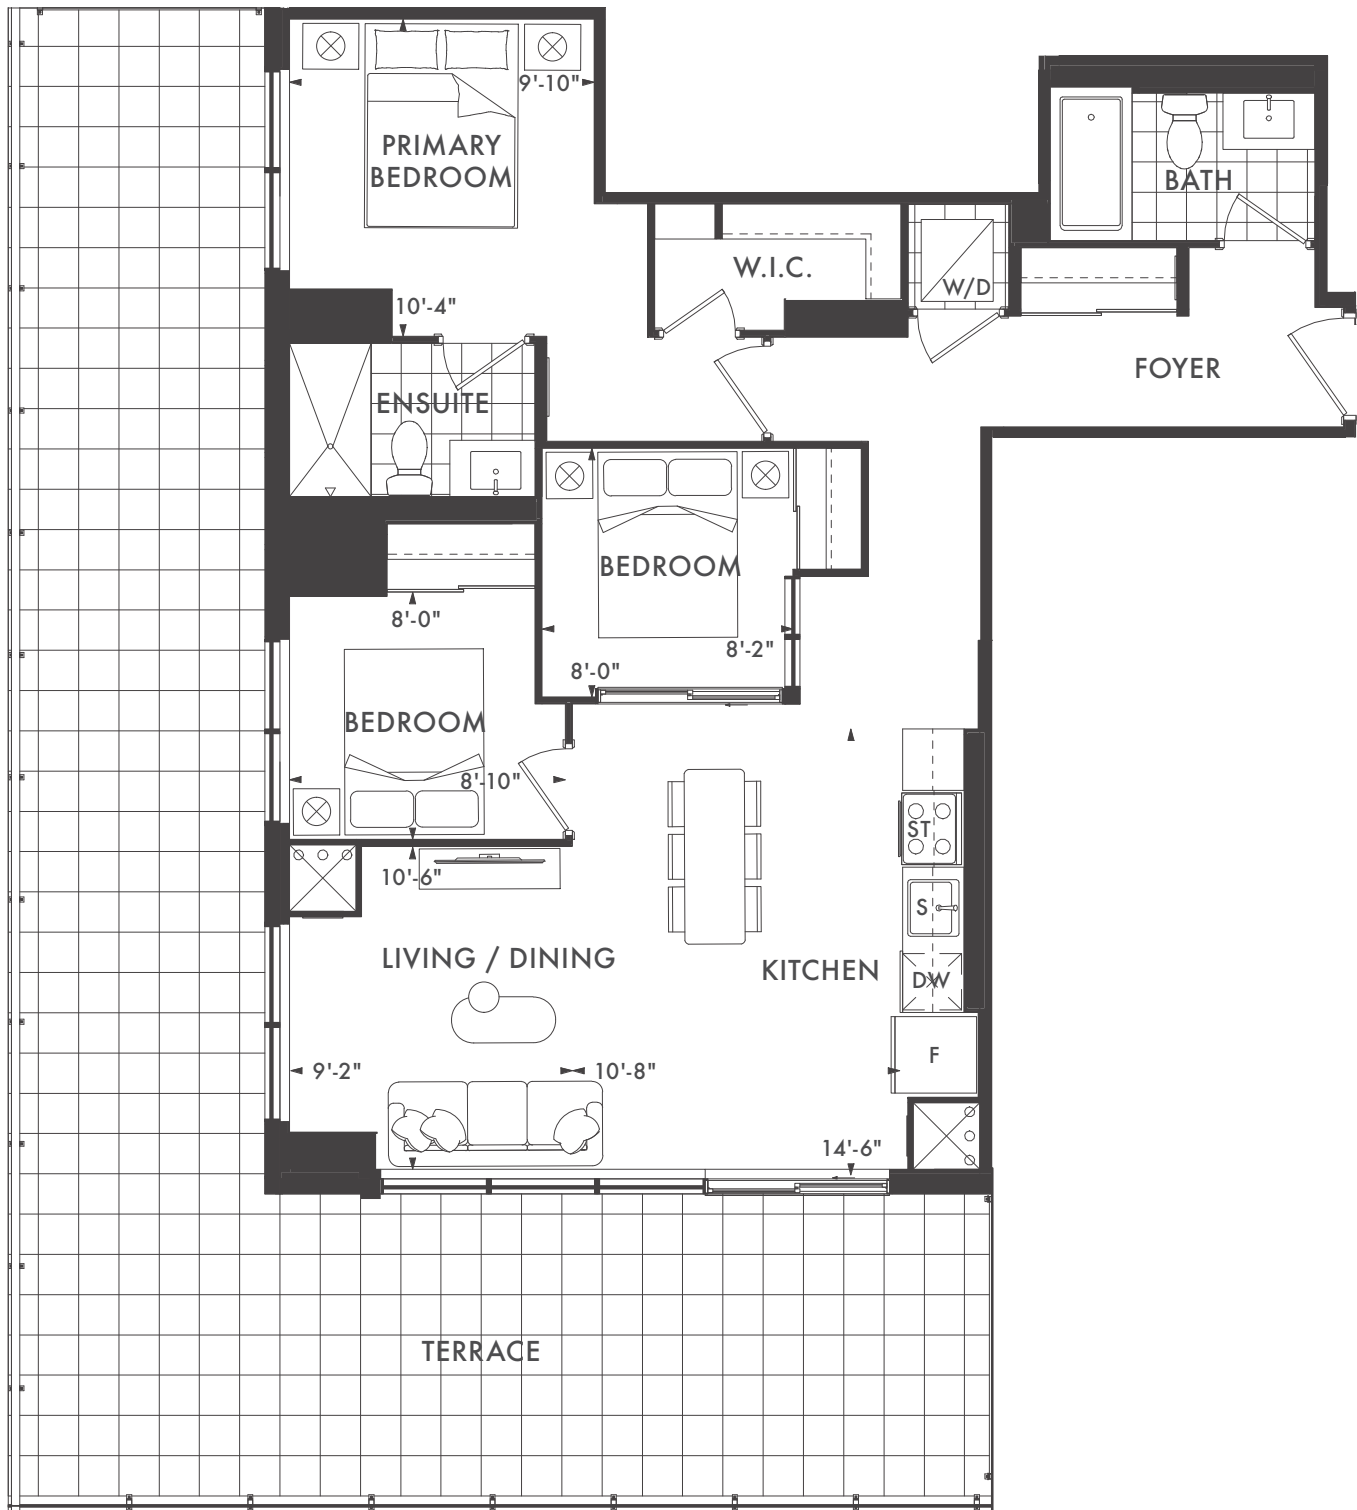 9'-10"
PRIMARY
BEDROOM
BATH
W.I.C.
W/D
10'-4"
FOYER
ENSUITE
BEDROOM
8'-0"
8'-2"
8'-0"
BEDROOM
8'-10"
ST
10'-6"
S
LIVING / DINING
KITCHEN
DW
F
9'-2"
10'-8"
14'-6"
TERRACE